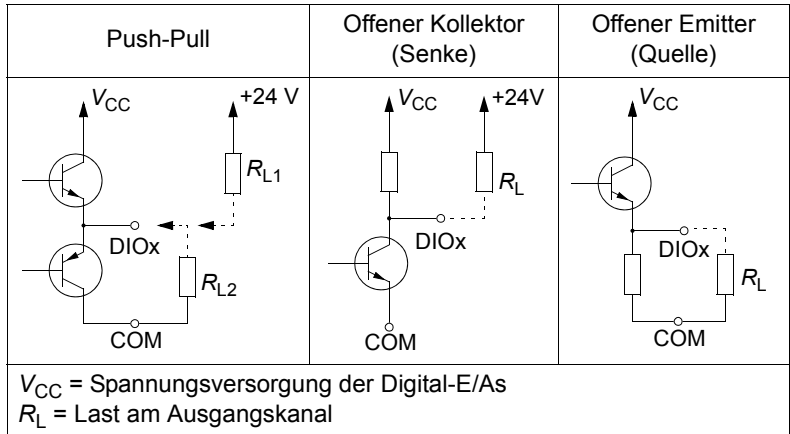 Push-Pull
Offener Kollektor
(Senke)
Offener Emitter
(Quelle)
VCC
+24 V
RL1
DIOx
RL2
COM
VCC
+24V
RL
DIOx
COM
VCC
DIOx
RL
COM
VCC = Spannungsversorgung der Digital-E/As
RL = Last am Ausgangskanal